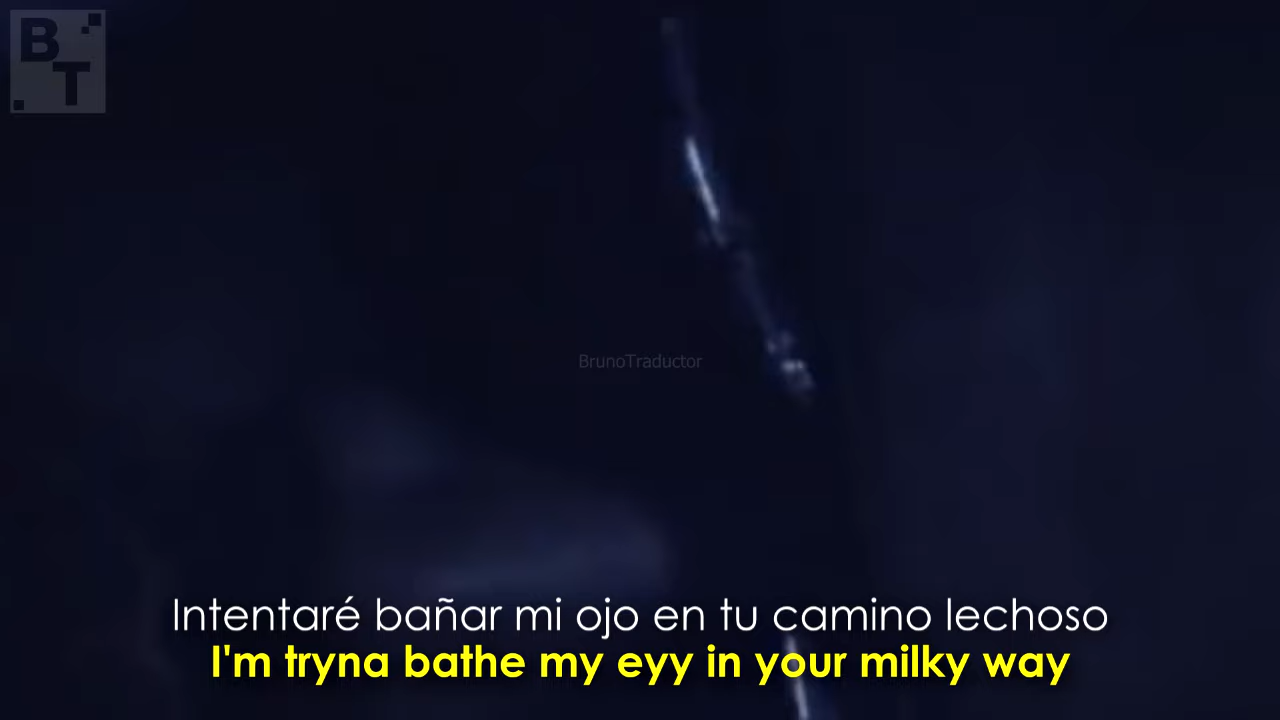 B
T
BrunoTraductor
Intentaré bañar mi ojo en tu camino lechoso
I'm tryna bathe my eyy in your milky way